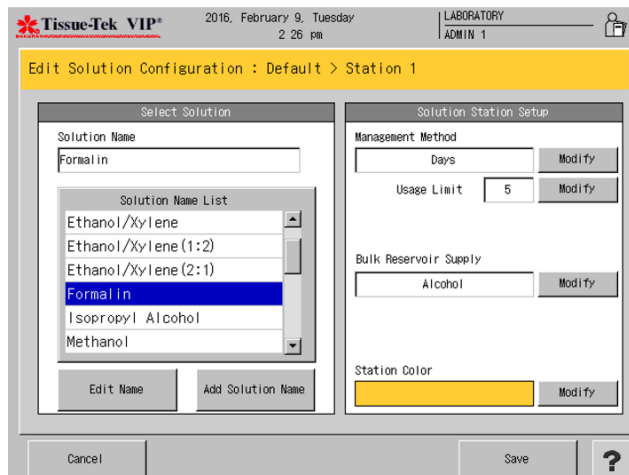 Tissue-Tek VIP®
SAKURA
2016, February 9, Tuesday
2 26 pm
LABORATORY
ADMIN 1
Edit Solution Configuration : Default > Station 1
Select Solution
Solution Name
Formalin
Solution Name List
Ethanol/Xylene
Ethanol/Xylene(1:2)
Ethanol/Xylene(2:1)
Formalin
Isopropyl Alcohol
Methanol
Edit Name
Add Solution Name
Solution Station Setup
Management Method
Days
Modify
Usage Limit
5
Modify
Bulk Reservoir Supply
Alcohol
Modify
Station Color
Modify
Cancel
Save
?